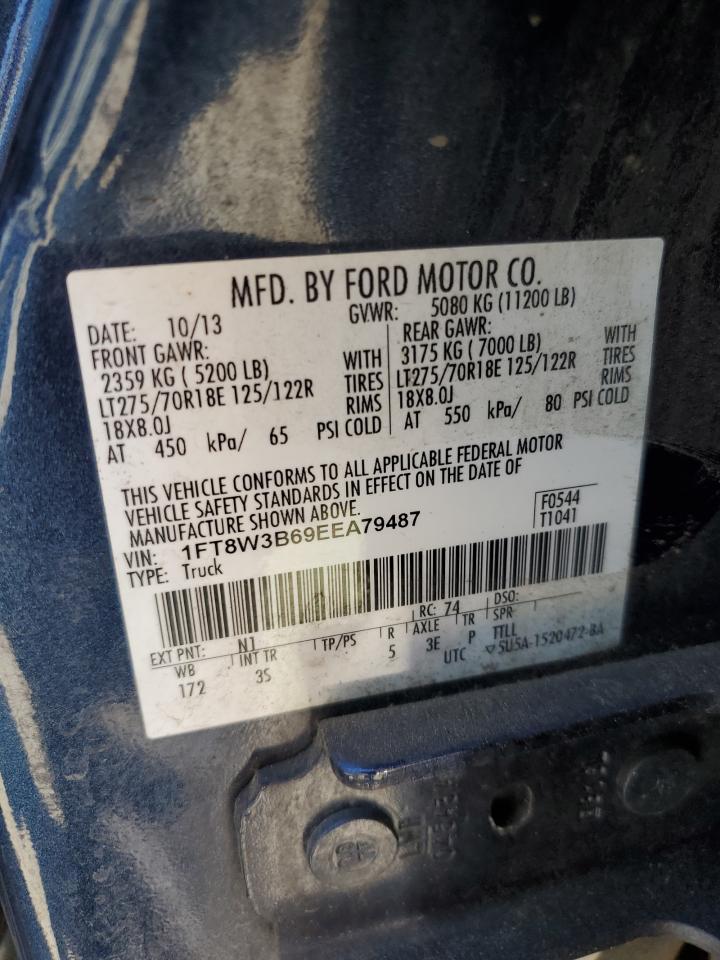 MFD. BY FORD MOTOR CO.
DATE: 10/13 GVWR: 5080 KG (11200 LB)
FRONT GAWR: REAR GAWR:
2359 KG ( 5200 LB) WITH 3175 KG ( 7000 LB) WITH
LT275/70R18E 125/122R TIRES LT275/70R18E 125/122R TIRES
18X8.0J RIMS 18X8.0J RIMS
AT 450 kPa/ 65 PSI COLD AT 550 kPa/ 80 PSI COLD
THIS VEHICLE CONFORMS TO ALL APPLICABLE FEDERAL MOTOR
VEHICLE SAFETY STANDARDS IN EFFECT ON THE DATE OF
MANUFACTURE SHOWN ABOVE.
VIN: 1FT8W3B69EEA79487 F0544
TYPE: Truck T1041
EXT PNT: N1 RC: 74 DSO:
WB INT TR TP/PS R AXLE TR SPR
172 3S 5 3E P TTLL
UTC ▽5U5A-1520472-BA